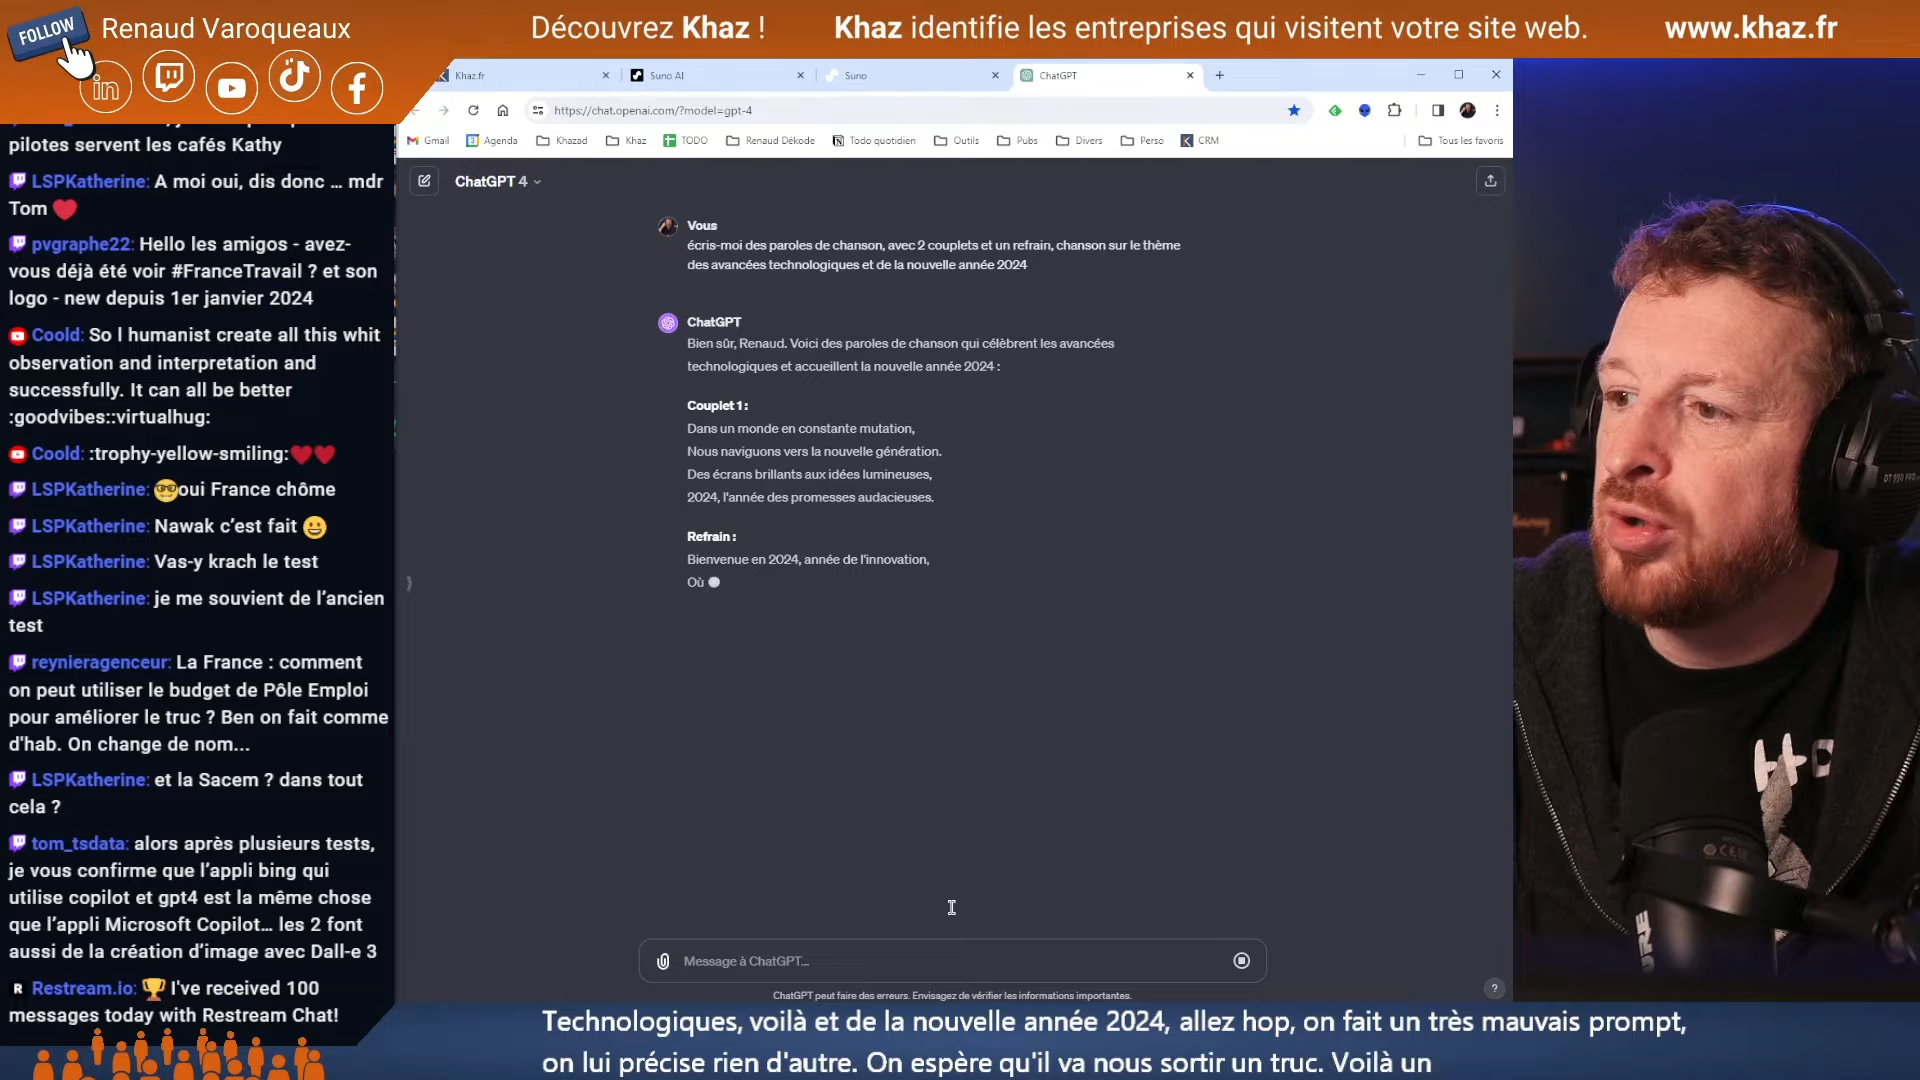 FOLLOW
Renaud Varoqueaux
Découvrez Khaz !
Khaz identifie les entreprises qui visitent votre site web.
www.khaz.fr
pilotes servent les cafés Kathy
LSPKatherine: A moi oui, dis donc … mdr
Tom ❤️
pvgraphe22: Hello les amigos - avez-
vous déjà été voir #FranceTravail ? et son
logo - new depuis 1er janvier 2024
Coold: So l humanist create all this whit
observation and interpretation and
successfully. It can all be better
:goodvibes::virtualhug:
Coold: :trophy-yellow-smiling:❤️❤️
LSPKatherine: 🤓oui France chôme
LSPKatherine: Nawak c’est fait 😀
LSPKatherine: Vas-y krach le test
LSPKatherine: je me souvient de l’ancien
test
reynieragenceur: La France : comment
on peut utiliser le budget de Pôle Emploi
pour améliorer le truc ? Ben on fait comme
d'hab. On change de nom...
LSPKatherine: et la Sacem ? dans tout
cela ?
tom_tsdata: alors après plusieurs tests,
je vous confirme que l’appli bing qui
utilise copilot et gpt4 est la même chose
que l’appli Microsoft Copilot… les 2 font
aussi de la création d’image avec Dall-e 3
Restream.io: 🏆 I've received 100
messages today with Restream Chat!
Khaz.fr
Suno AI
Suno
ChatGPT
https://chat.openai.com/?model=gpt-4
Gmail
Agenda
Khazad
Khaz
TODO
Renaud Dékode
Todo quotidien
Outils
Pubs
Divers
Perso
CRM
Tous les favoris
ChatGPT 4
Vous
écris-moi des paroles de chanson, avec 2 couplets et un refrain, chanson sur le thème
des avancées technologiques et de la nouvelle année 2024
ChatGPT
Bien sûr, Renaud. Voici des paroles de chanson qui célèbrent les avancées
technologiques et accueillent la nouvelle année 2024 :
Couplet 1 :
Dans un monde en constante mutation,
Nous naviguons vers la nouvelle génération.
Des écrans brillants aux idées lumineuses,
2024, l'année des promesses audacieuses.
Refrain :
Bienvenue en 2024, année de l'innovation,
Où
Message à ChatGPT...
ChatGPT peut faire des erreurs. Envisagez de vérifier les informations importantes.
?
DT 990 PRO
Technologiques, voilà et de la nouvelle année 2024, allez hop, on fait un très mauvais prompt,
on lui précise rien d'autre. On espère qu'il va nous sortir un truc. Voilà un